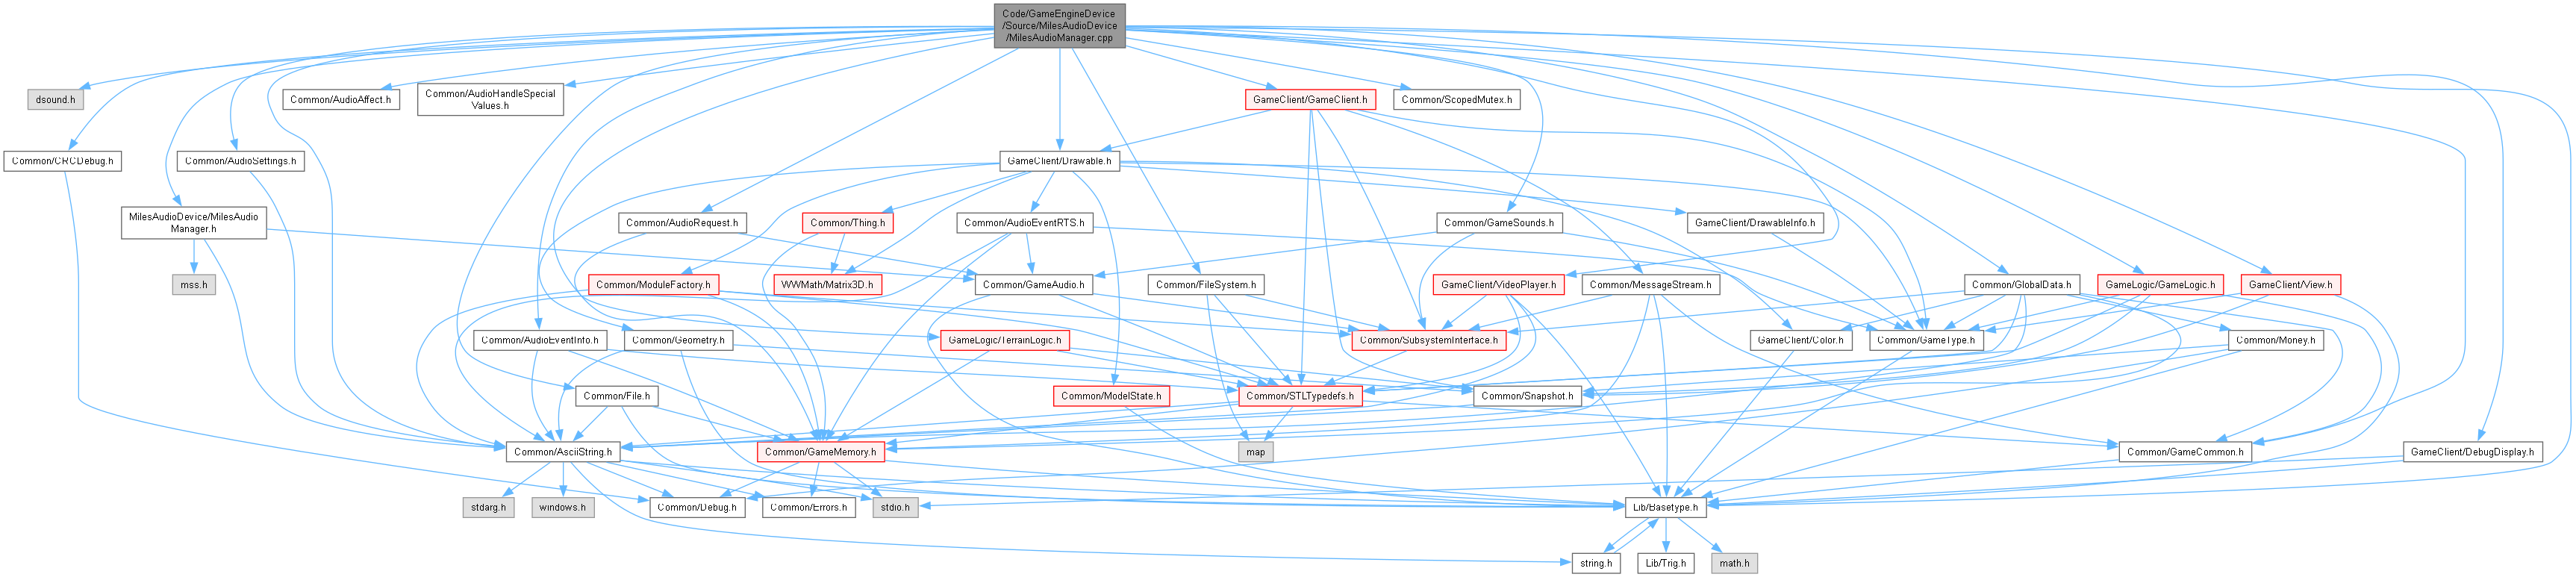 Code/GameEngineDevice
/Source/MilesAudioDevice
/MilesAudioManager.cpp
dsound.h
Common/AudioAffect.h
Common/AudioHandleSpecial
Values.h
GameClient/GameClient.h
Common/ScopedMutex.h
Common/CRCDebug.h
Common/AudioSettings.h
GameClient/Drawable.h
MilesAudioDevice/MilesAudio
Manager.h
Common/AudioRequest.h
Common/Thing.h
Common/AudioEventRTS.h
Common/GameSounds.h
GameClient/DrawableInfo.h
mss.h
Common/ModuleFactory.h
WWMath/Matrix3D.h
Common/GameAudio.h
Common/FileSystem.h
GameClient/VideoPlayer.h
Common/MessageStream.h
Common/GlobalData.h
GameLogic/GameLogic.h
GameClient/View.h
Common/AudioEventInfo.h
Common/Geometry.h
GameLogic/TerrainLogic.h
Common/SubsystemInterface.h
GameClient/Color.h
Common/GameType.h
Common/Money.h
Common/File.h
Common/ModelState.h
Common/STLTypedefs.h
Common/Snapshot.h
Common/AsciiString.h
Common/GameMemory.h
map
Common/GameCommon.h
GameClient/DebugDisplay.h
stdarg.h
windows.h
Common/Debug.h
Common/Errors.h
stdio.h
Lib/Basetype.h
string.h
Lib/Trig.h
math.h